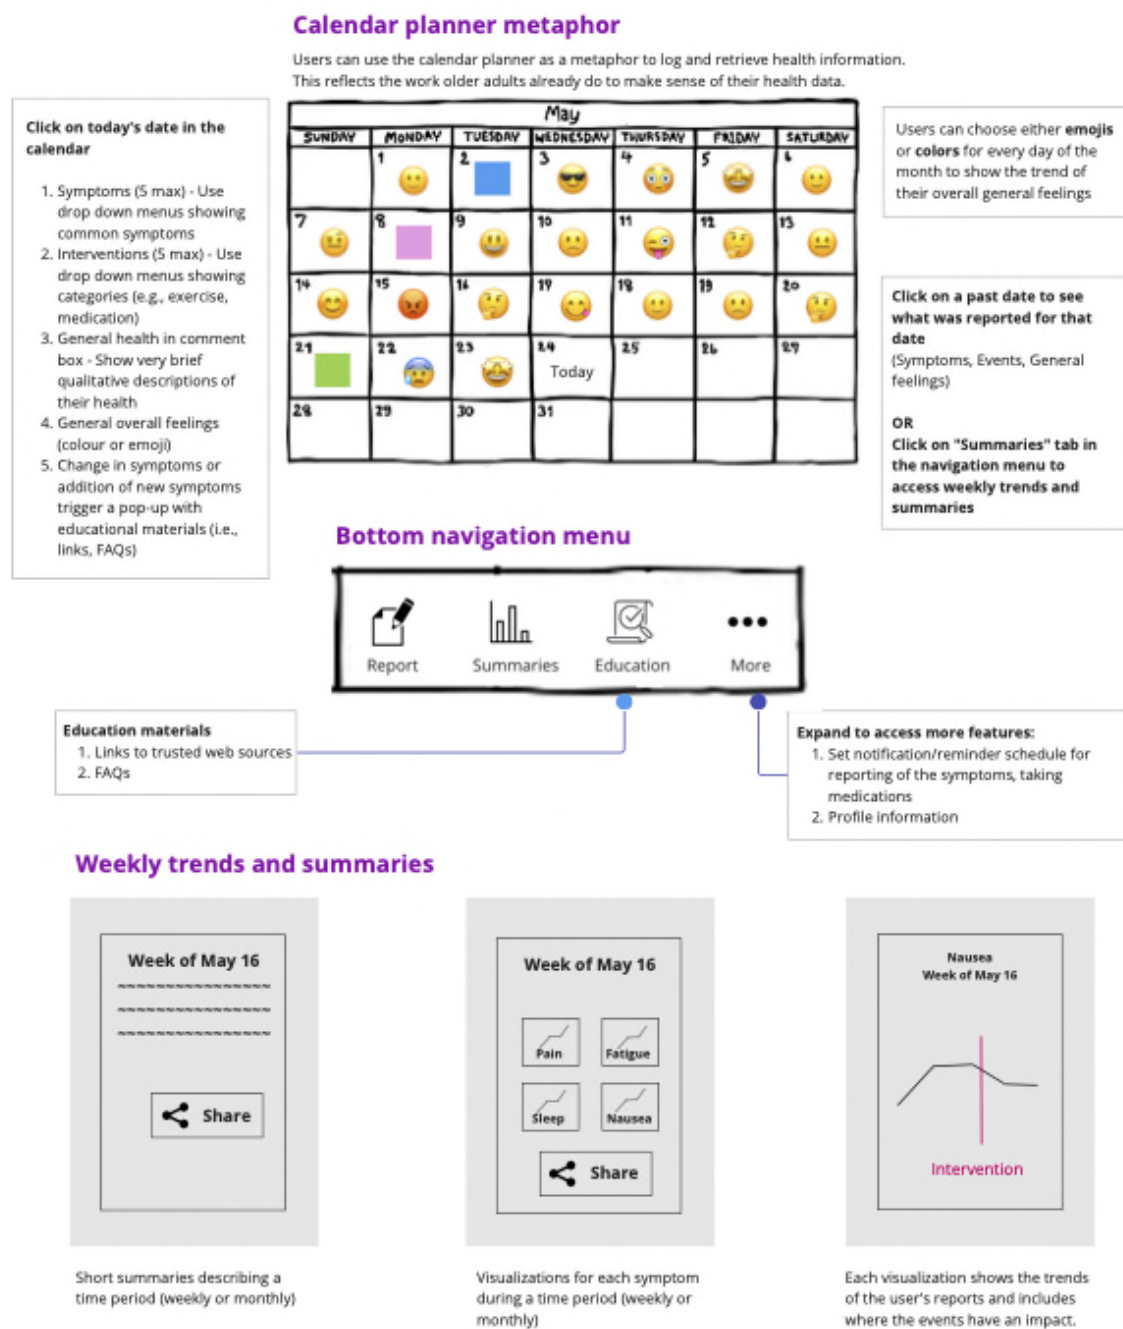 Calendar planner metaphor
Users can use the calendar planner as a metaphor to log and retrieve health information.
This reflects the work older adults already do to make sense of their health data.
Click on today's date in the
calendar
1. Symptoms (5 max) - Use
drop down menus showing
common symptoms
2. Interventions (5 max) - Use
drop down menus showing
categories (e.g., exercise,
medication)
3. General health in comment
box - Show very brief
qualitative descriptions of
their health
4. General overall feelings
(colour or emoji)
5. Change in symptoms or
addition of new symptoms
trigger a pop-up with
educational materials (i.e.,
links, FAQs)
May
SUNDAY MONDAY TUESDAY WEDNESDAY THURSDAY FRIDAY SATURDAY
1 2 3 4 5 6
7 8 9 10 11 12 13
14 15 16 17 18 19 20
21 22 23 24 25 26 27
Today
28 29 30 31
Users can choose either emojis
or colors for every day of the
month to show the trend of
their overall general feelings
Click on a past date to see
what was reported for that
date
(Symptoms, Events, General
feelings)
OR
Click on "Summaries" tab in
the navigation menu to
access weekly trends and
summaries
Bottom navigation menu
Report Summaries Education More
Education materials
1. Links to trusted web sources
2. FAQs
Expand to access more features:
1. Set notification/reminder schedule for
reporting of the symptoms, taking
medications
2. Profile information
Weekly trends and summaries
Week of May 16
Share
Short summaries describing a
time period (weekly or monthly)
Week of May 16
Pain Fatigue
Sleep Nausea
Share
Visualizations for each symptom
during a time period (weekly or
monthly)
Nausea
Week of May 16
Intervention
Each visualization shows the trends
of the user's reports and includes
where the events have an impact.